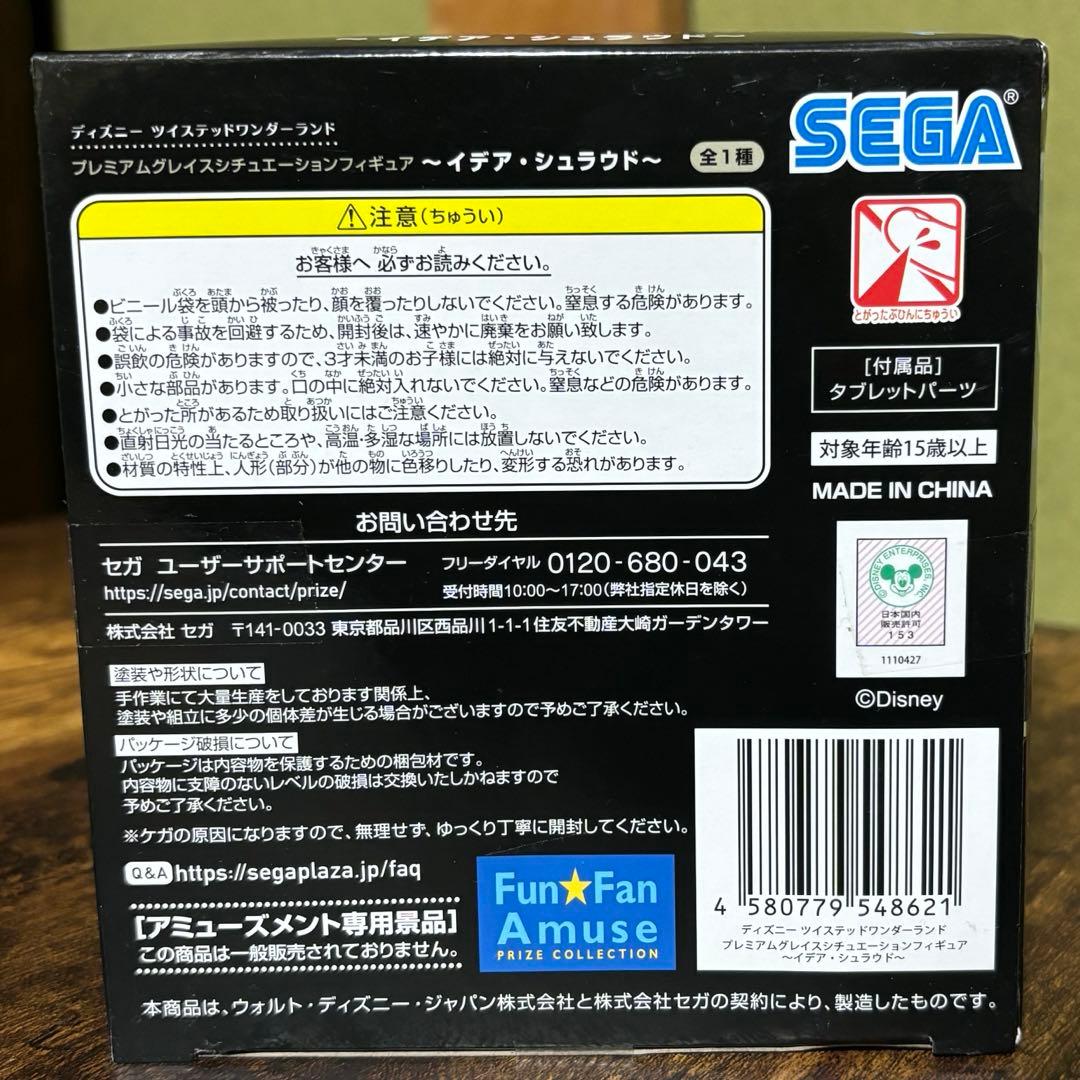 ～イデア・シュラウド～
ディズニー ツイステッドワンダーランド
プレミアムグレイスシチュエーションフィギュア ～イデア・シュラウド～ 全1種
SEGA®
⚠注意(ちゅうい)
お客様へ 必ずお読みください。
●ビニール袋を頭から被ったり、顔を覆ったりしないでください。窒息する危険があります。
●袋による事故を回避するため、開封後は、速やかに廃棄をお願い致します。
●誤飲の危険がありますので、3才未満のお子様には絶対に与えないでください。
●小さな部品があります。口の中に絶対入れないでください。窒息などの危険があります。
●とがった所があるため取り扱いにはご注意ください。
●直射日光の当たるところや、高温・多湿な場所には放置しないでください。
●材質の特性上、人形(部分)が他の物に色移りしたり、変形する恐れがあります。
とがったぶひんにちゅうい
[付属品]
タブレットパーツ
対象年齢15歳以上
MADE IN CHINA
お問い合わせ先
セガ ユーザーサポートセンター フリーダイヤル 0120-680-043
https://sega.jp/contact/prize/ 受付時間10:00～17:00(弊社指定休日を除く)
株式会社 セガ 〒141-0033 東京都品川区西品川1-1-1住友不動産大崎ガーデンタワー
©DISNEY ENTERPRISES, INC.
日本国内
販売許可
153
1110427
©Disney
塗装や形状について
手作業にて大量生産をしております関係上、
塗装や組立に多少の個体差が生じる場合がございますので予めご了承ください。
パッケージ破損について
パッケージは内容物を保護するための梱包材です。
内容物に支障のないレベルの破損は交換いたしかねますので
予めご了承ください。
※ケガの原因になりますので、無理せず、ゆっくり丁寧に開封してください。
Q&A https://segaplaza.jp/faq
[アミューズメント専用景品]
この商品は一般販売されておりません。
Fun★Fan
Amuse
PRIZE COLLECTION
4 580779 548621
ディズニー ツイステッドワンダーランド
プレミアムグレイスシチュエーションフィギュア
～イデア・シュラウド～
本商品は、ウォルト・ディズニー・ジャパン株式会社と株式会社セガの契約により、製造したものです。